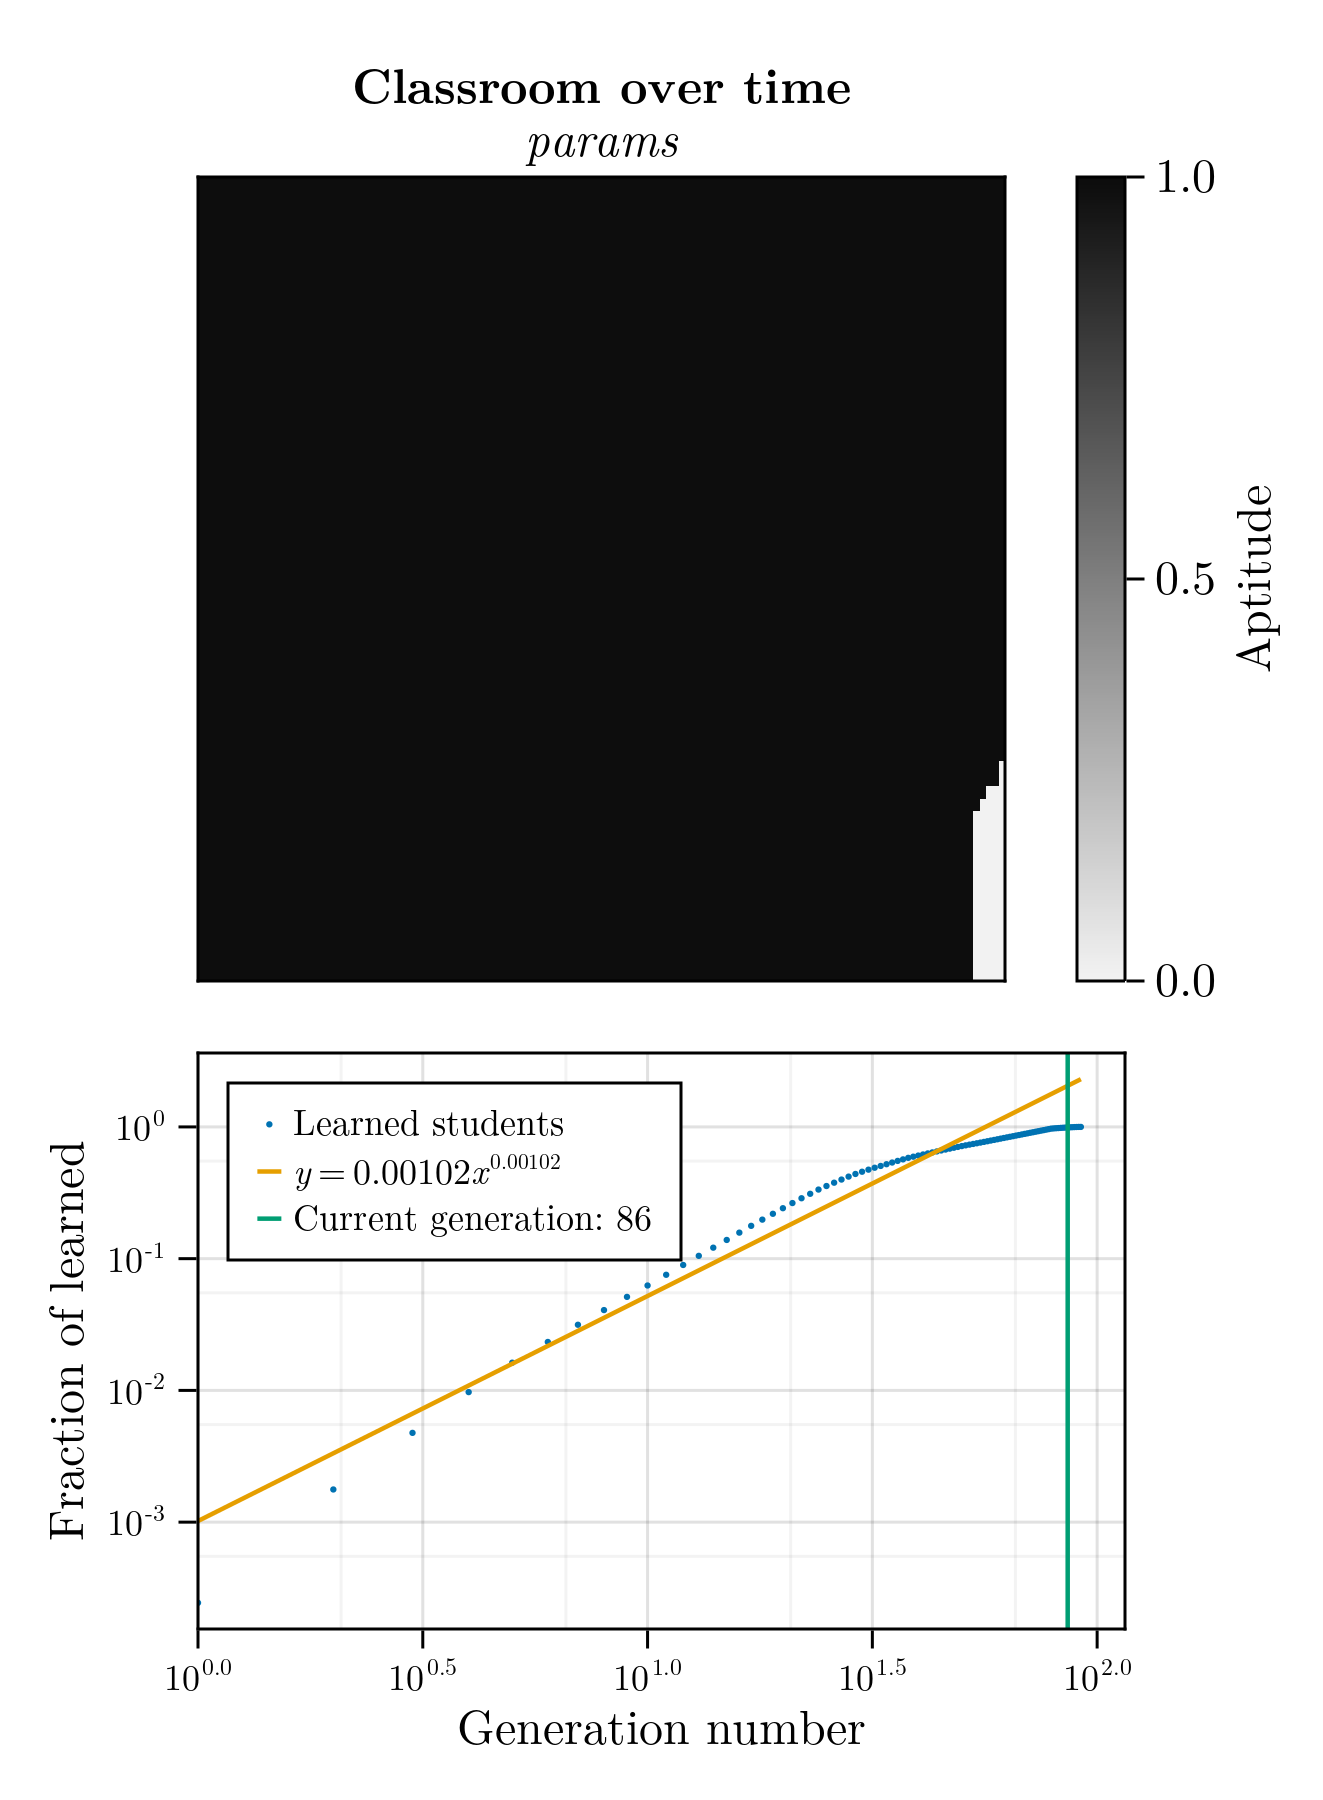 Classroom over time
params
1.0
0.5
0.0
Aptitude
Learned students
y = 0.00102x^0.00102
Current generation: 86
10^0
10^-1
10^-2
10^-3
Fraction of learned
10^0.0 10^0.5 10^1.0 10^1.5 10^2.0
Generation number